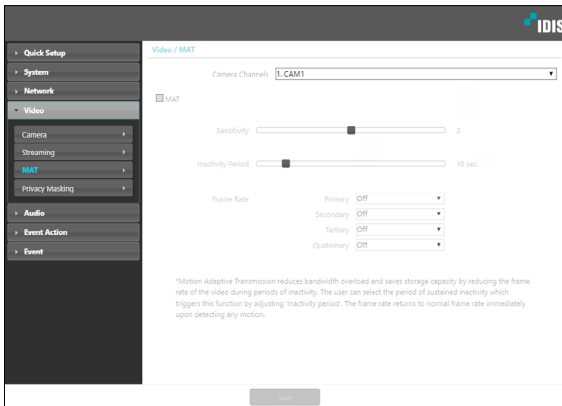 IDIS
Quick Setup
System
Network
Video
Camera
Streaming
MAT
Privacy Masking
Audio
Event Action
Event
Video / MAT
Camera Channels 1. CAM1
MAT
Sensitivity 3
Inactivity Period 10 sec.
Frame Rate Primary Off
Secondary Off
Tertiary Off
Quaternary Off
*Motion Adaptive Transmission reduces bandwidth overload and saves storage capacity by reducing the frame
rate of the video during periods of inactivity. The user can select the period of sustained inactivity which
triggers this function by adjusting 'Inactivity period'. The frame rate returns to normal frame rate immediately
upon detecting any motion.
Save